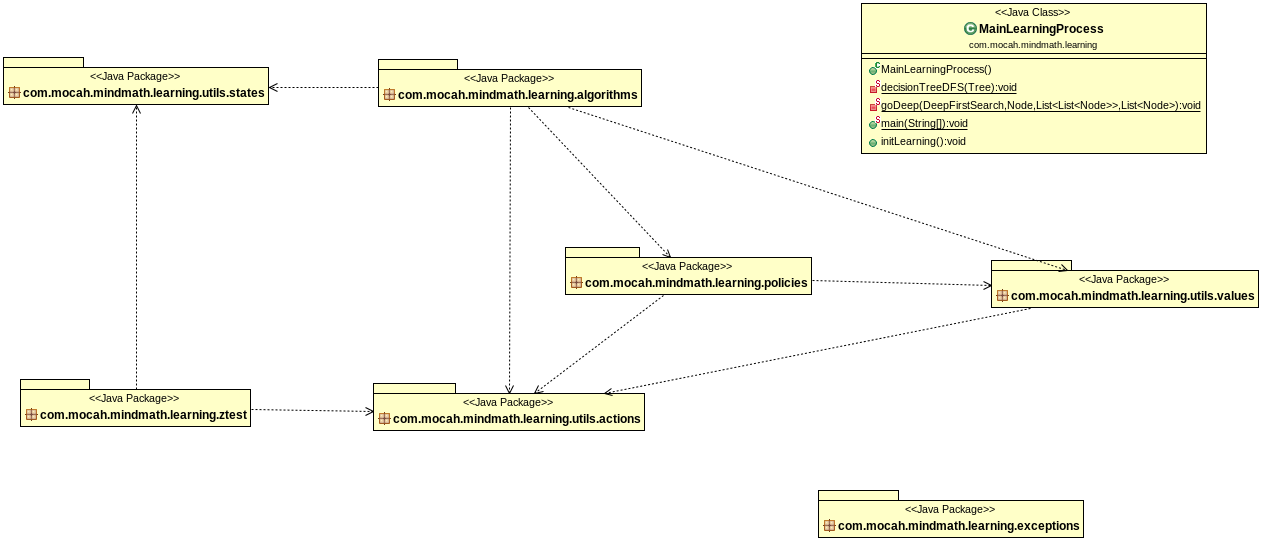 <<Java Class>>
MainLearningProcess
com.mocah.mindmath.learning
MainLearningProcess()
decisionTreeDFS(Tree):void
goDeep(DeepFirstSearch,Node,List<List<Node>>,List<Node>):void
main(String[]):void
initLearning():void
<<Java Package>>
com.mocah.mindmath.learning.utils.states
<<Java Package>>
com.mocah.mindmath.learning.algorithms
<<Java Package>>
com.mocah.mindmath.learning.policies
<<Java Package>>
com.mocah.mindmath.learning.utils.values
<<Java Package>>
com.mocah.mindmath.learning.ztest
<<Java Package>>
com.mocah.mindmath.learning.utils.actions
<<Java Package>>
com.mocah.mindmath.learning.exceptions